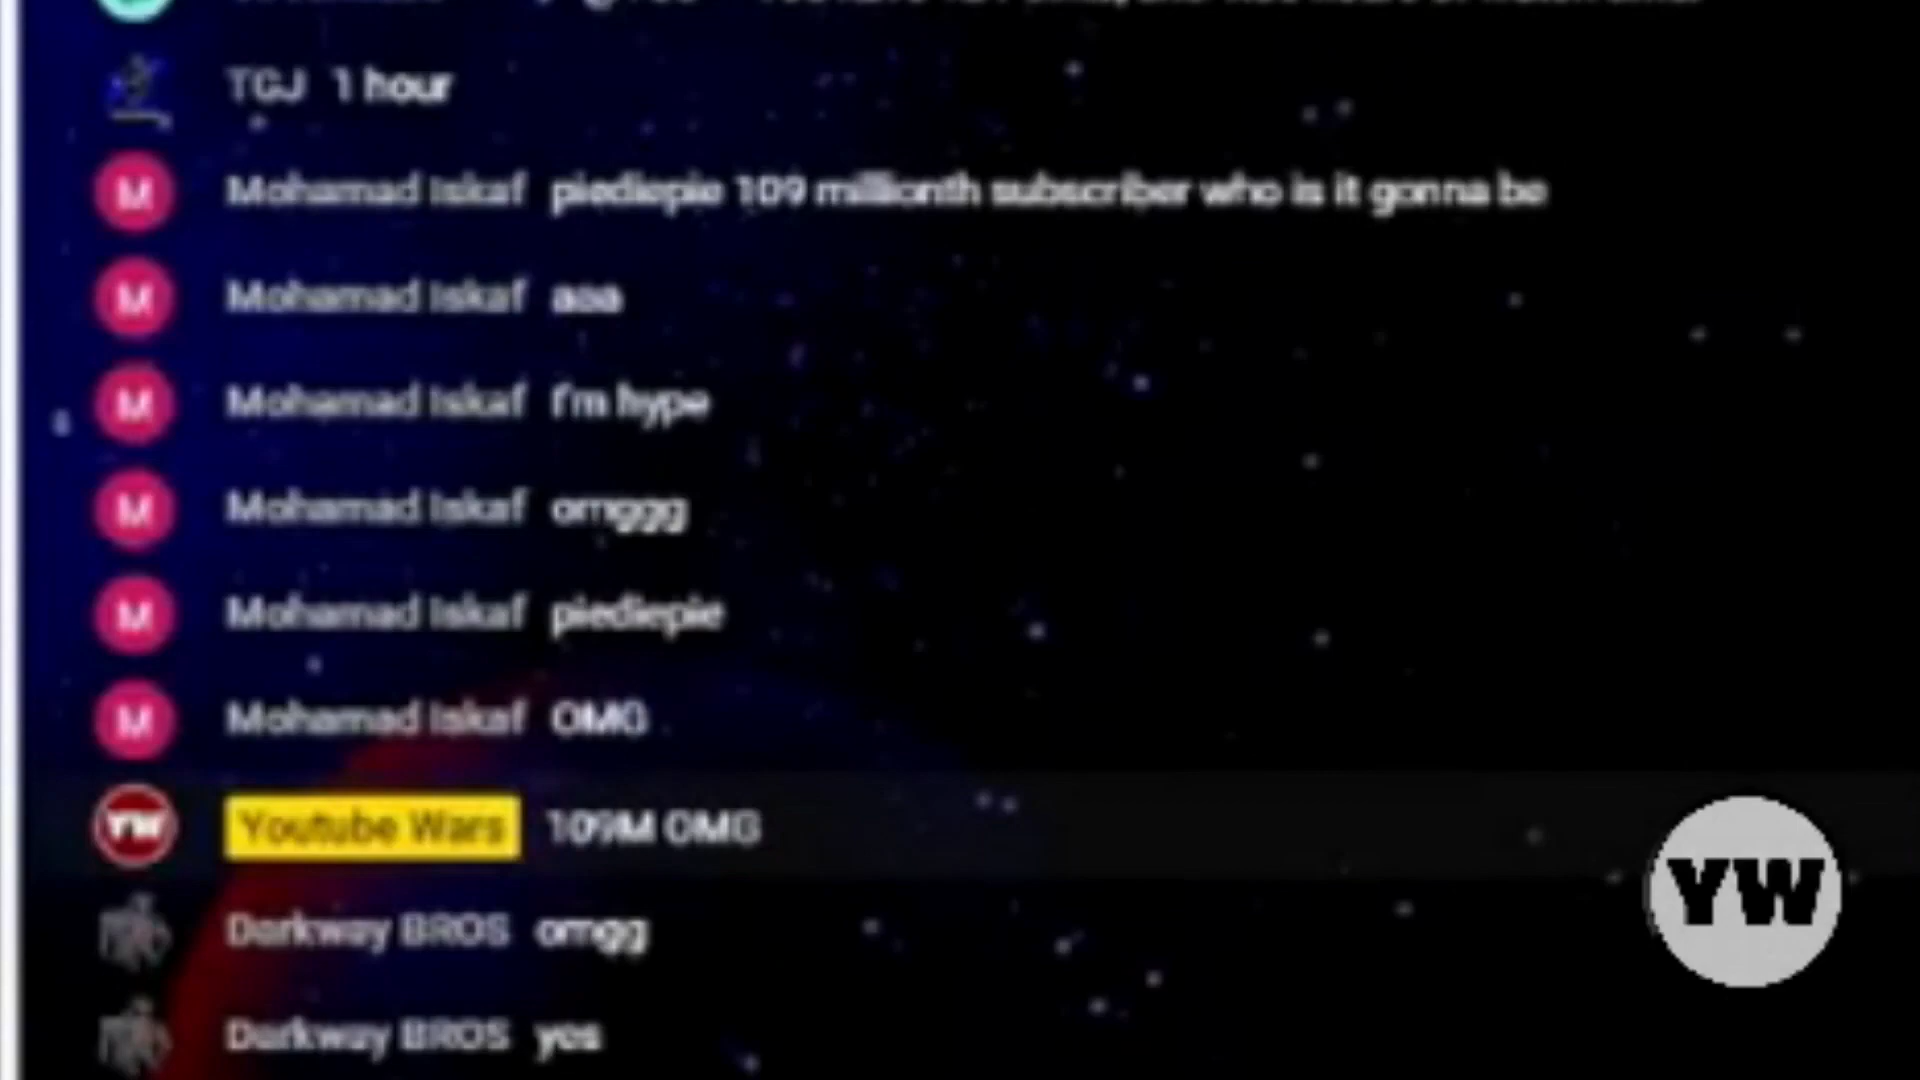 TGJ 1 hour
M Mohamad Iskaf piediepie 109 millionth subscriber who is it gonna be
M Mohamad Iskaf aaa
M Mohamad Iskaf I'm hype
M Mohamad Iskaf omggg
M Mohamad Iskaf piediepie
M Mohamad Iskaf OMG
YW Youtube Wars 109M OMG
YW
Darkway BROS omgg
Darkway BROS yes